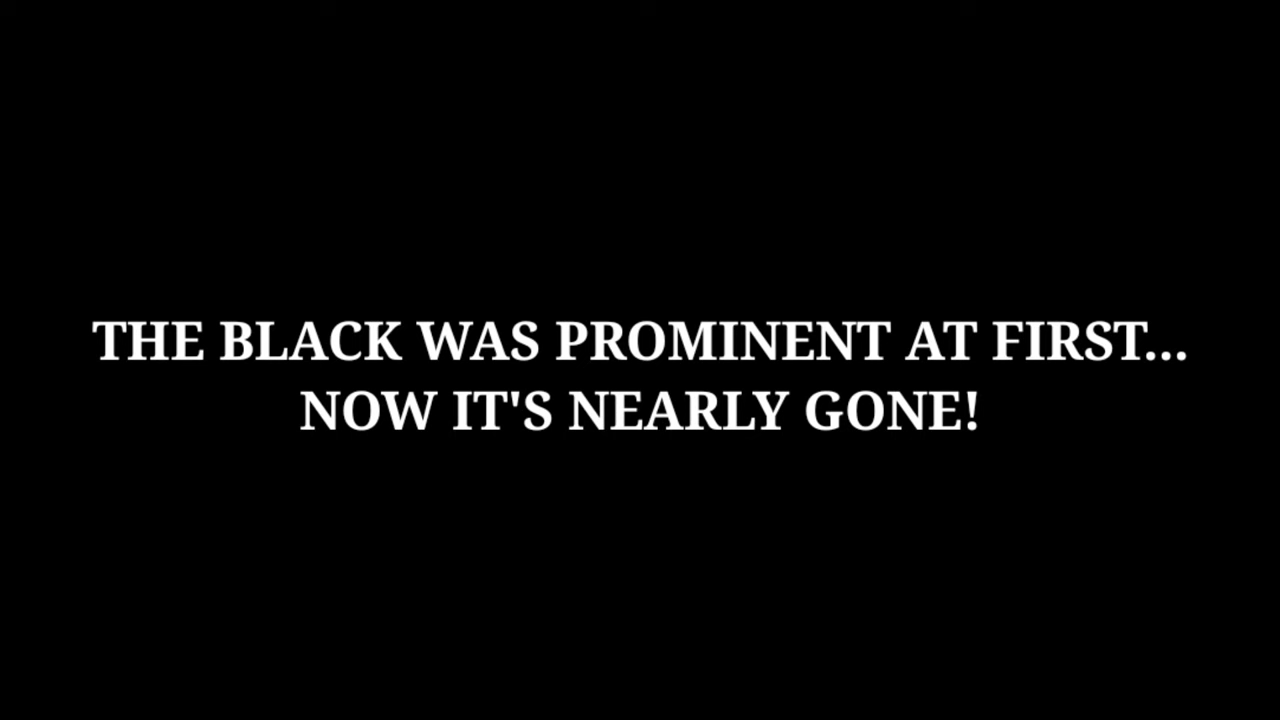 THE BLACK WAS PROMINENT AT FIRST...
NOW IT'S NEARLY GONE!